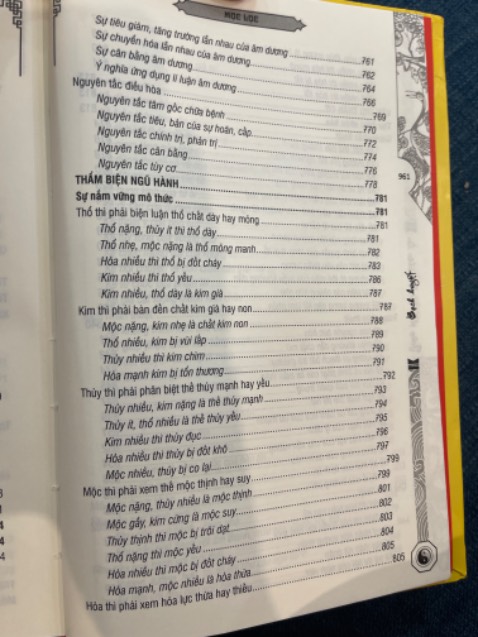 MỤC LỤC
Sự tiêu giảm, tăng trưởng lẫn nhau của âm dương 761
Sự chuyển hóa lẫn nhau của âm dương 762
Sự cân bằng âm dương 764
Ý nghĩa ứng dụng lí luận âm dương 766
Nguyên tắc điều hòa 769
Nguyên tắc tâm gốc chữa bệnh 770
Nguyên tắc tiêu, bản của sự hoãn, cấp 772
Nguyên tắc chính trị, phản trị 774
Nguyên tắc cân bằng 776
Nguyên tắc tùy cơ 778
THẨM BIỆN NGŨ HÀNH 781
Sự nắm vững mô thức 781
Thổ thì phải biện luận thổ chất dày hay mỏng 781
Thổ nặng, thủy ít thì thổ dày 781
Thổ nhẹ, mộc nặng là thổ mỏng manh 782
Hỏa nhiều thì thổ bị đốt cháy 783
Kim nhiều thì thổ yếu 786
Kim nhiều, thổ dày là kim già 787
Kim thì phải bàn đến chất kim già hay non 787
Mộc nặng, kim nhẹ là chất kim non 788
Thổ nhiều, kim bị vùi lấp 789
Thủy nhiều thì kim chìm 790
Hỏa mạnh kim bị tổn thương 791
Thủy thì phải phân biệt thế thủy mạnh hay yếu 792
Thủy nhiều, kim nặng là thế thủy mạnh 793
Thủy ít, thổ nhiều là thế thủy yếu 794
Kim nhiều thì thủy đục 795
Hỏa nhiều thì thủy bị đốt khô 796
Mộc nhiều, thủy bị co lại 797
Mộc thì phải xem thế mộc thịnh hay suy 799
Mộc nặng, thủy nhiều là mộc thịnh 799
Mộc gẫy, kim cứng là mộc suy 801
Thủy thịnh thì mộc bị trôi dạt 802
Thổ nặng thì mộc yếu 803
Hỏa nhiều thì mộc bị đốt cháy 804
Hỏa mạnh, mộc nhiều là hỏa thừa 805
Hỏa thì phải xem hỏa lực thừa hay thiếu 805
961
Bạch huyết